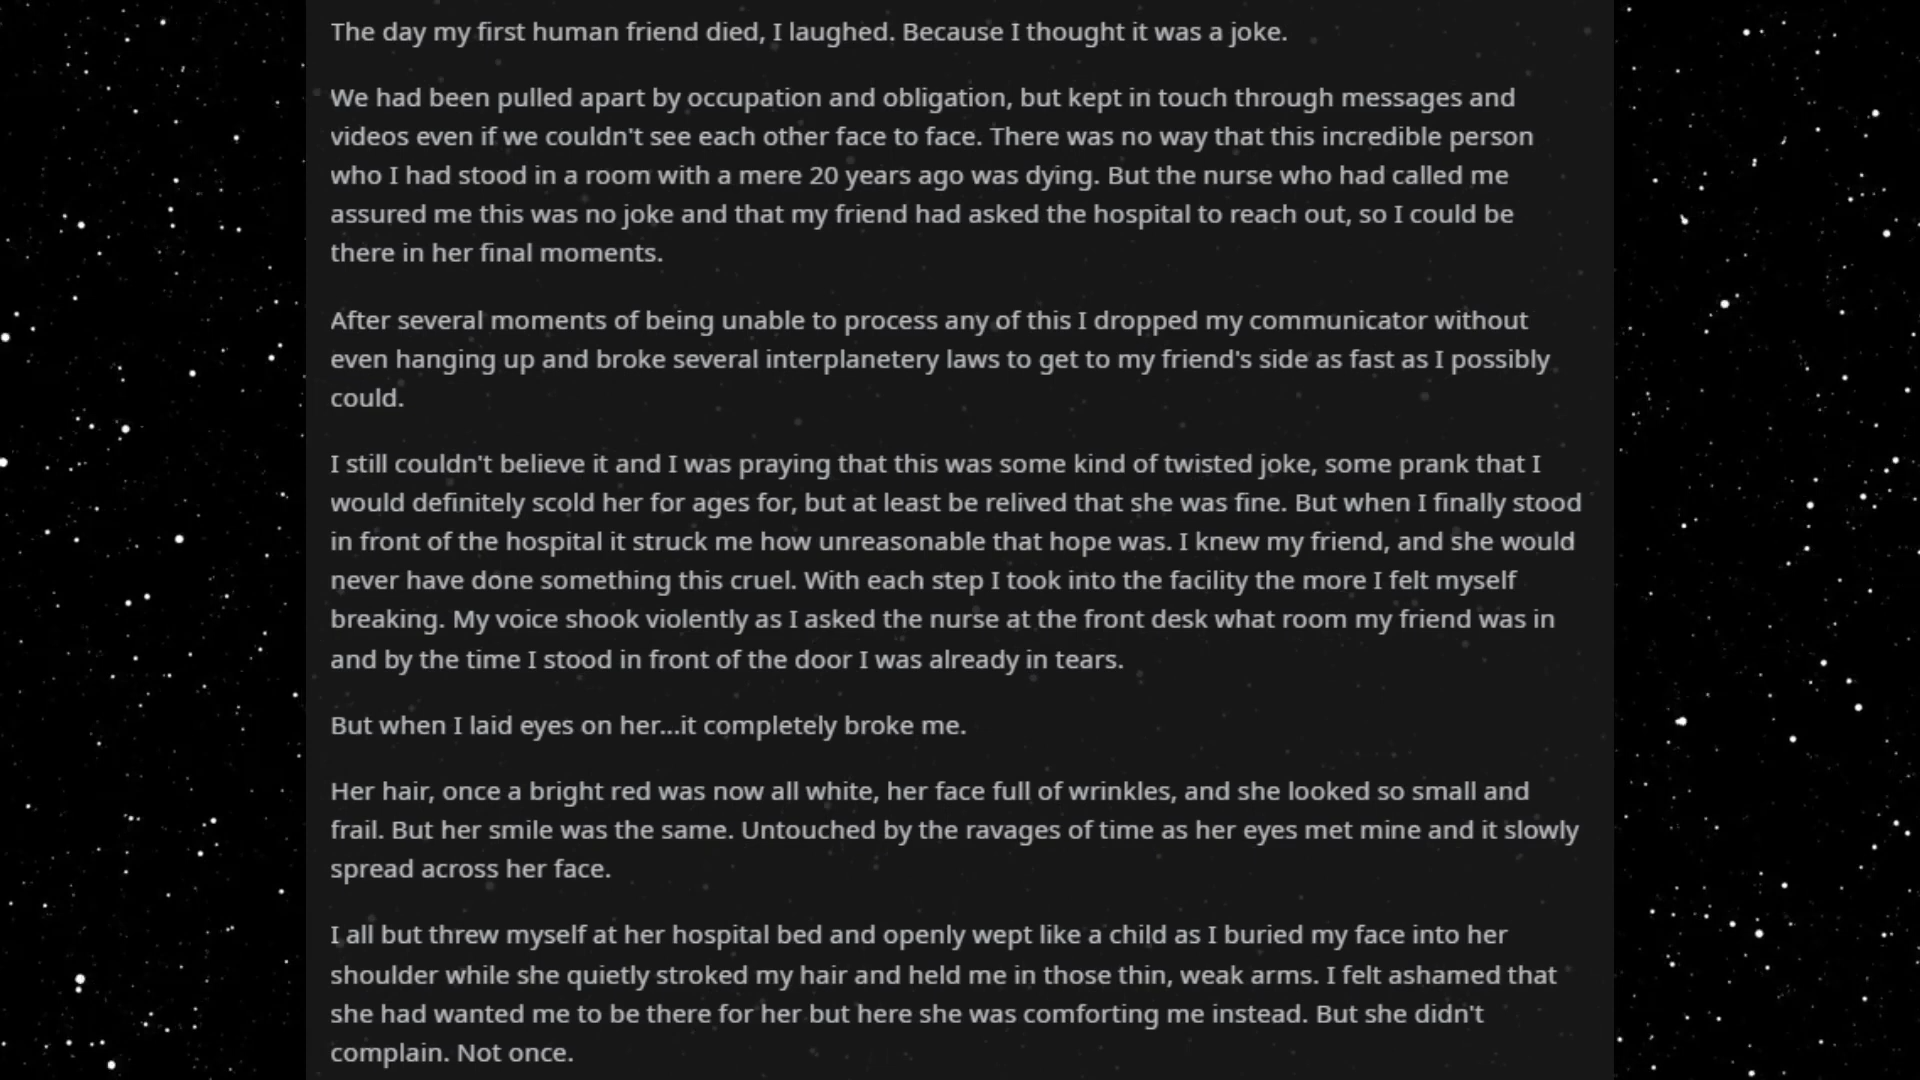 The day my first human friend died, I laughed. Because I thought it was a joke.
We had been pulled apart by occupation and obligation, but kept in touch through messages and
videos even if we couldn't see each other face to face. There was no way that this incredible person
who I had stood in a room with a mere 20 years ago was dying. But the nurse who had called me
assured me this was no joke and that my friend had asked the hospital to reach out, so I could be
there in her final moments.
After several moments of being unable to process any of this I dropped my communicator without
even hanging up and broke several interplanetery laws to get to my friend's side as fast as I possibly
could.
I still couldn't believe it and I was praying that this was some kind of twisted joke, some prank that I
would definitely scold her for ages for, but at least be relived that she was fine. But when I finally stood
in front of the hospital it struck me how unreasonable that hope was. I knew my friend, and she would
never have done something this cruel. With each step I took into the facility the more I felt myself
breaking. My voice shook violently as I asked the nurse at the front desk what room my friend was in
and by the time I stood in front of the door I was already in tears.
But when I laid eyes on her...it completely broke me.
Her hair, once a bright red was now all white, her face full of wrinkles, and she looked so small and
frail. But her smile was the same. Untouched by the ravages of time as her eyes met mine and it slowly
spread across her face.
I all but threw myself at her hospital bed and openly wept like a child as I buried my face into her
shoulder while she quietly stroked my hair and held me in those thin, weak arms. I felt ashamed that
she had wanted me to be there for her but here she was comforting me instead. But she didn't
complain. Not once.